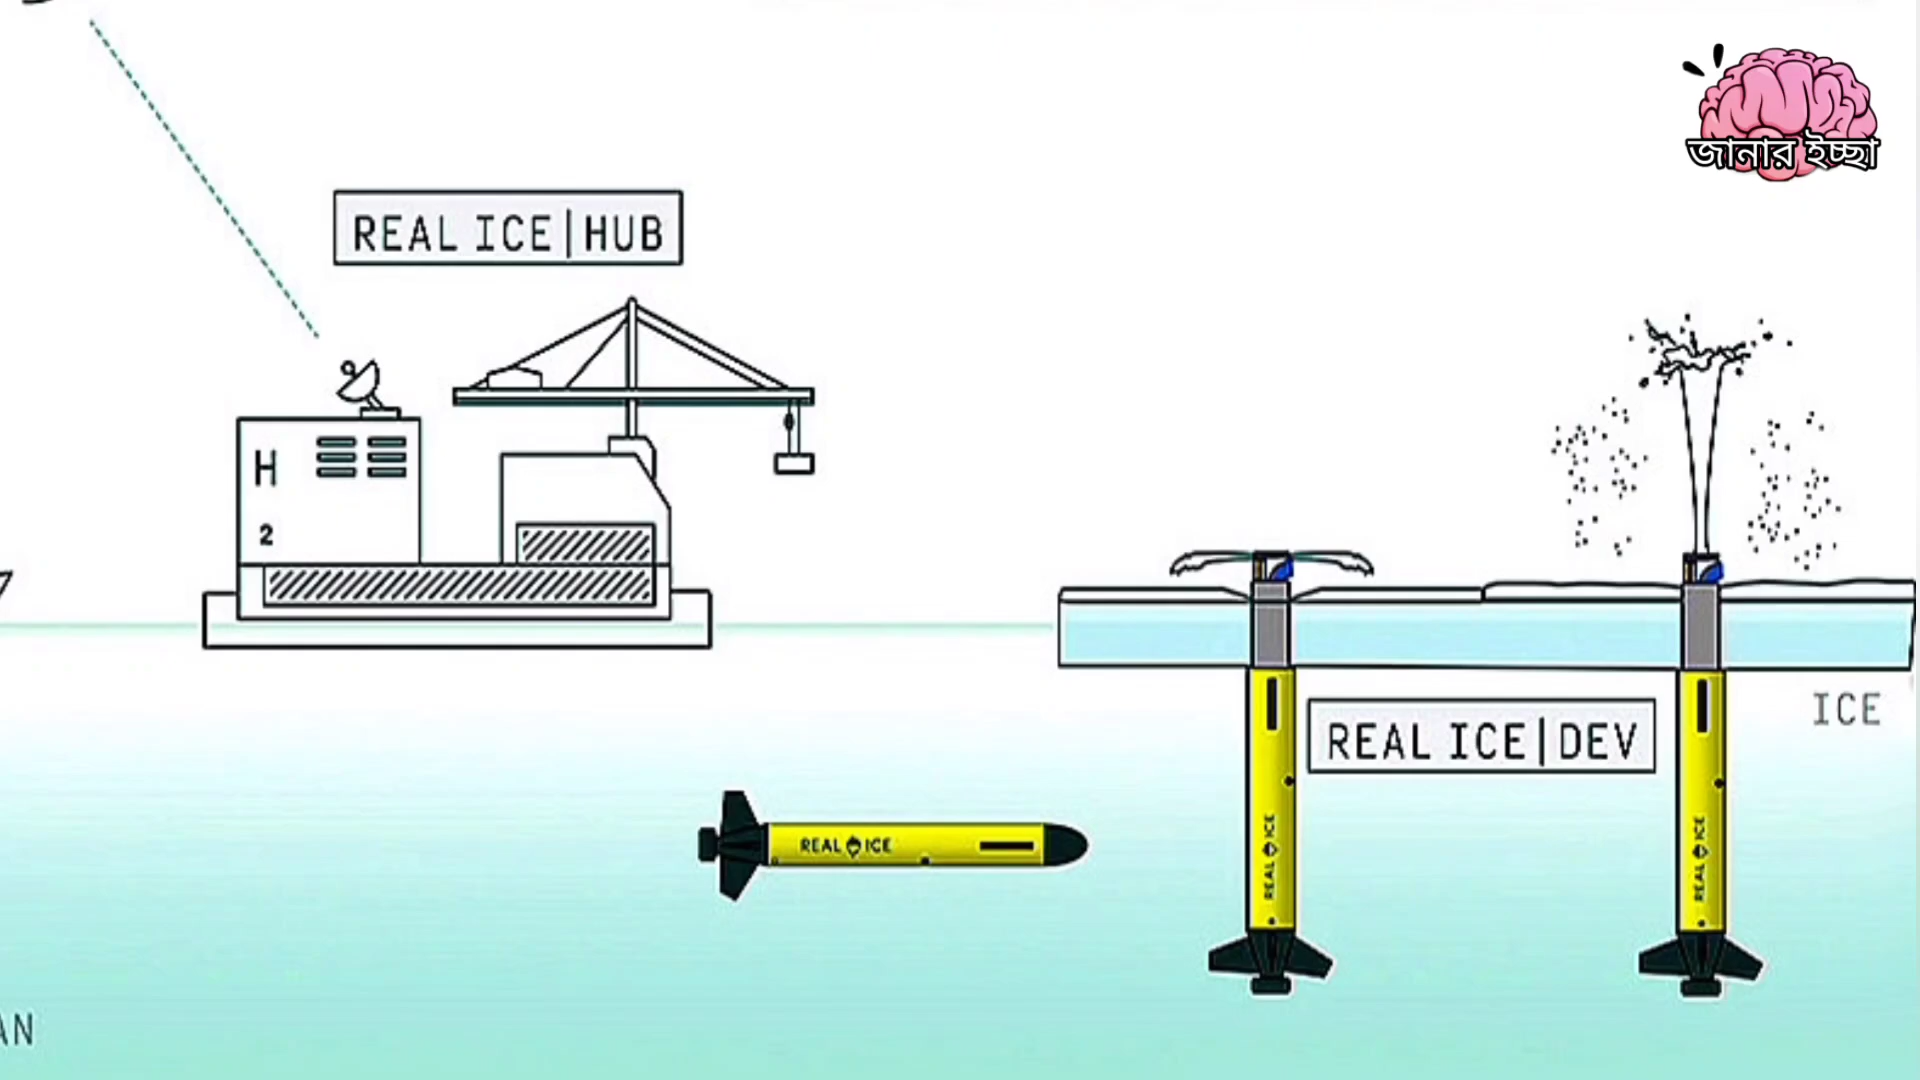 জানার ইচ্ছা
REAL ICE|HUB
H
2
ICE
REAL ICE|DEV
REAL ICE
REAL ICE
REAL ICE
AN